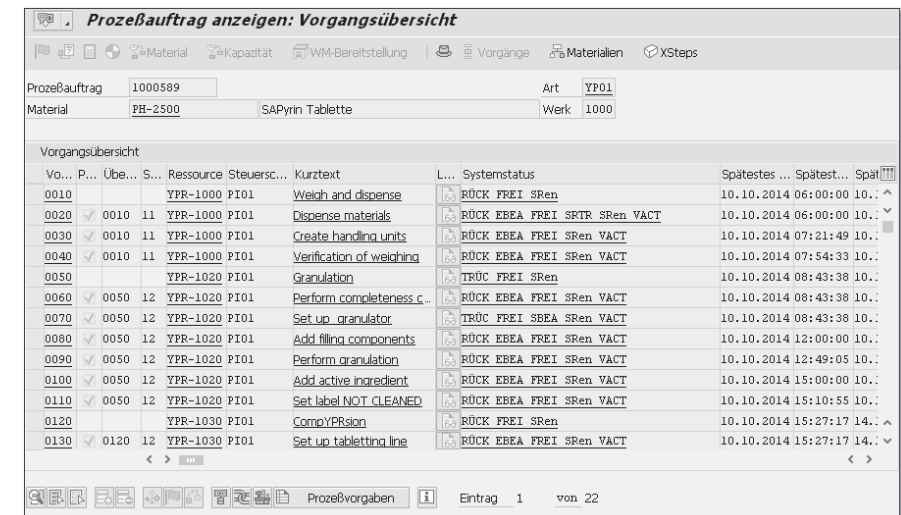 Prozeßauftrag anzeigen: Vorgangsübersicht
Material Kapazität WM-Bereitstellung Vorgänge Materialien XSteps
Prozeßauftrag 1000589 Art YP01
Material PH-2500 SAPyrin Tablette Werk 1000
Vorgangsübersicht
Vo... P... Übe... S... Ressource Steuersc... Kurztext L... Systemstatus Spätestes ... Spätest... Spät
0010 YPR-1000 PI01 Weigh and dispense RÜCK FREI SRen 10.10.2014 06:00:00 10.
0020 0010 11 YPR-1000 PI01 Dispense materials RÜCK EBEA FREI SRTR SRen VACT 10.10.2014 06:00:00 10.
0030 0010 11 YPR-1000 PI01 Create handling units RÜCK EBEA FREI SRen VACT 10.10.2014 07:21:49 10.
0040 0010 11 YPR-1000 PI01 Verification of weighing RÜCK EBEA FREI SRen VACT 10.10.2014 07:54:33 10.
0050 YPR-1020 PI01 Granulation TRÜC FREI SRen 10.10.2014 08:43:38 10.
0060 0050 12 YPR-1020 PI01 Perform completeness c... RÜCK EBEA FREI SRen VACT 10.10.2014 08:43:38 10.
0070 0050 12 YPR-1020 PI01 Set up granulator TRÜC FREI SBEA SRen VACT 10.10.2014 08:43:38 10.
0080 0050 12 YPR-1020 PI01 Add filling components RÜCK EBEA FREI SRen VACT 10.10.2014 12:00:00 10.
0090 0050 12 YPR-1020 PI01 Perform granulation RÜCK EBEA FREI SRen VACT 10.10.2014 12:49:05 10.
0100 0050 12 YPR-1020 PI01 Add active ingredient RÜCK EBEA FREI SRen VACT 10.10.2014 15:00:00 10.
0110 0050 12 YPR-1020 PI01 Set label NOT CLEANED RÜCK EBEA FREI SRen VACT 10.10.2014 15:10:55 10.
0120 YPR-1030 PI01 CompYPRsion RÜCK FREI SRen 10.10.2014 15:27:17 14.
0130 0120 12 YPR-1030 PI01 Set up tabletting line RÜCK EBEA FREI SRen VACT 10.10.2014 15:27:17 14.
Prozeßvorgaben Eintrag 1 von 22